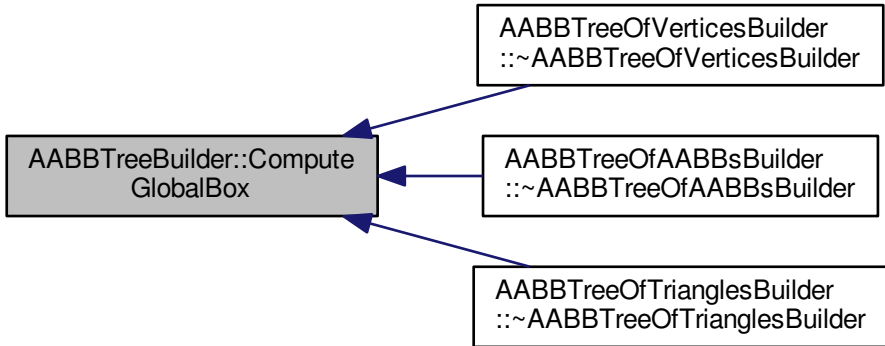 AABBTreeOfVerticesBuilder
::~AABBTreeOfVerticesBuilder
AABBTreeBuilder::Compute
GlobalBox
AABBTreeOfAABBsBuilder
::~AABBTreeOfAABBsBuilder
AABBTreeOfTrianglesBuilder
::~AABBTreeOfTrianglesBuilder